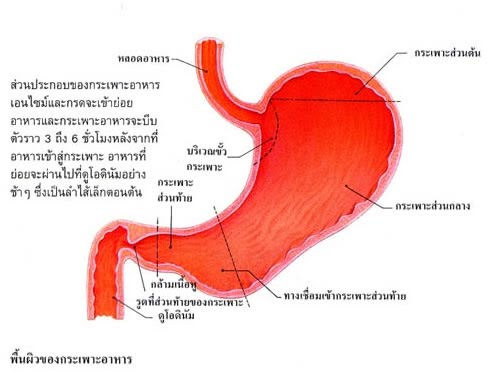 หลอดอาหาร
กระเพาะส่วนต้น
ส่วนประกอบของกระเพาะอาหาร
เอนไซม์และกรดจะเข้าย่อย
อาหารและกระเพาะอาหารจะบีบ
ตัวราว 3 ถึง 6 ชั่วโมงหลังจากที่
อาหารเข้าสู่กระเพาะ อาหารที่
ย่อยจะผ่านไปที่ดูโอดินัมอย่าง
ช้าๆ ซึ่งเป็นลำไส้เล็กตอนต้น
บริเวณขั้ว
กระเพาะ
กระเพาะ
ส่วนท้าย
กระเพาะส่วนกลาง
กล้ามเนื้อหู
รูดที่ส่วนท้ายของกระเพาะ
ดูโอดินัม
ทางเชื่อมเข้ากระเพาะส่วนท้าย
พื้นผิวของกระเพาะอาหาร